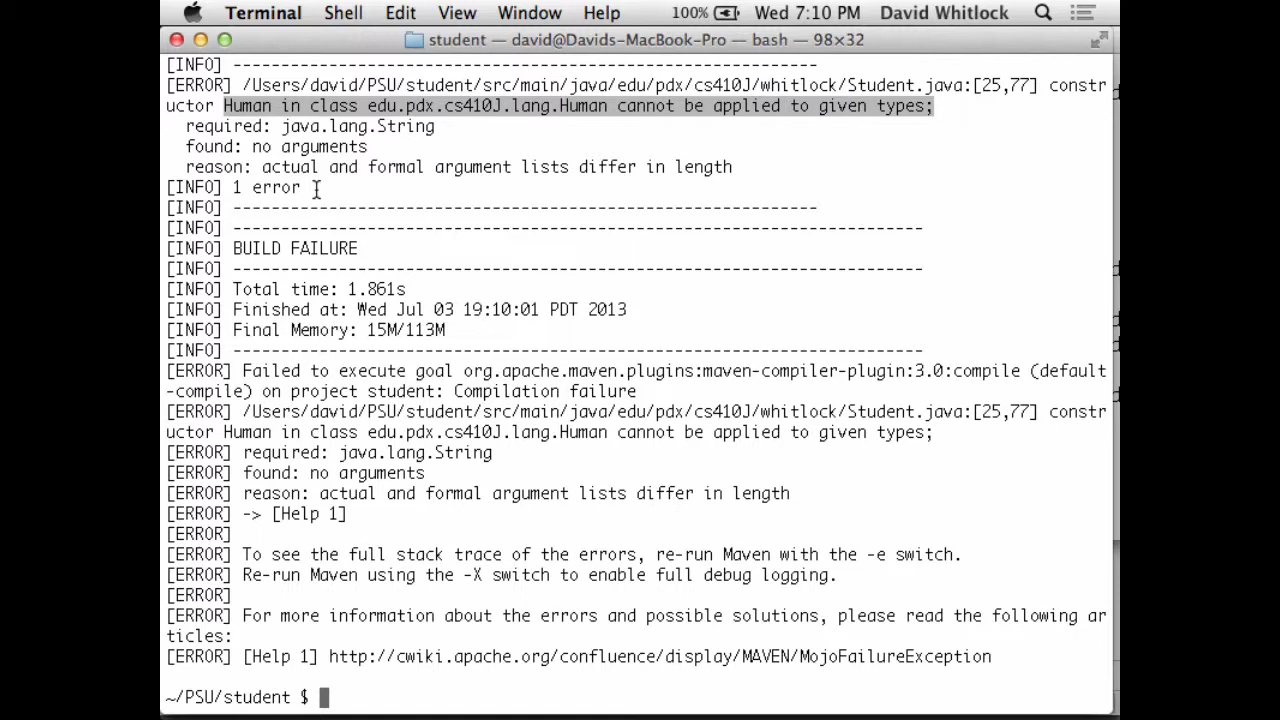 Terminal Shell Edit View Window Help 100% Wed 7:10 PM David Whitlock
student — david@Davids-MacBook-Pro — bash — 98×32
[INFO] -------------------------------------------------------------
[ERROR] /Users/david/PSU/student/src/main/java/edu/pdx/cs410J/whitlock/Student.java:[25,77] constr
uctor Human in class edu.pdx.cs410J.lang.Human cannot be applied to given types;
required: java.lang.String
found: no arguments
reason: actual and formal argument lists differ in length
[INFO] 1 error
[INFO] -------------------------------------------------------------
[INFO] ------------------------------------------------------------------------
[INFO] BUILD FAILURE
[INFO] ------------------------------------------------------------------------
[INFO] Total time: 1.861s
[INFO] Finished at: Wed Jul 03 19:10:01 PDT 2013
[INFO] Final Memory: 15M/113M
[INFO] ------------------------------------------------------------------------
[ERROR] Failed to execute goal org.apache.maven.plugins:maven-compiler-plugin:3.0:compile (default
-compile) on project student: Compilation failure
[ERROR] /Users/david/PSU/student/src/main/java/edu/pdx/cs410J/whitlock/Student.java:[25,77] constr
uctor Human in class edu.pdx.cs410J.lang.Human cannot be applied to given types;
[ERROR] required: java.lang.String
[ERROR] found: no arguments
[ERROR] reason: actual and formal argument lists differ in length
[ERROR] -> [Help 1]
[ERROR]
[ERROR] To see the full stack trace of the errors, re-run Maven with the -e switch.
[ERROR] Re-run Maven using the -X switch to enable full debug logging.
[ERROR]
[ERROR] For more information about the errors and possible solutions, please read the following ar
ticles:
[ERROR] [Help 1] http://cwiki.apache.org/confluence/display/MAVEN/MojoFailureException
~/PSU/student $